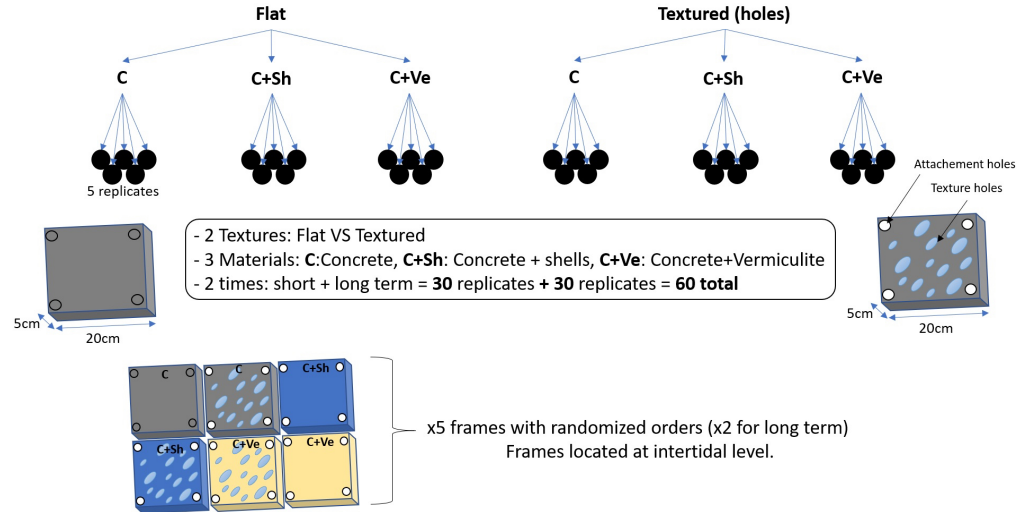 Flat
Textured (holes)
C
C+Sh
C+Ve
C
C+Sh
C+Ve
5 replicates
Attachement holes
Texture holes
- 2 Textures: Flat VS Textured
- 3 Materials: C:Concrete, C+Sh: Concrete + shells, C+Ve: Concrete+Vermiculite
- 2 times: short + long term = 30 replicates + 30 replicates = 60 total
5cm
20cm
5cm
20cm
C
C
C+Sh
C+Sh
C+Ve
C+Ve
x5 frames with randomized orders (x2 for long term)
Frames located at intertidal level.